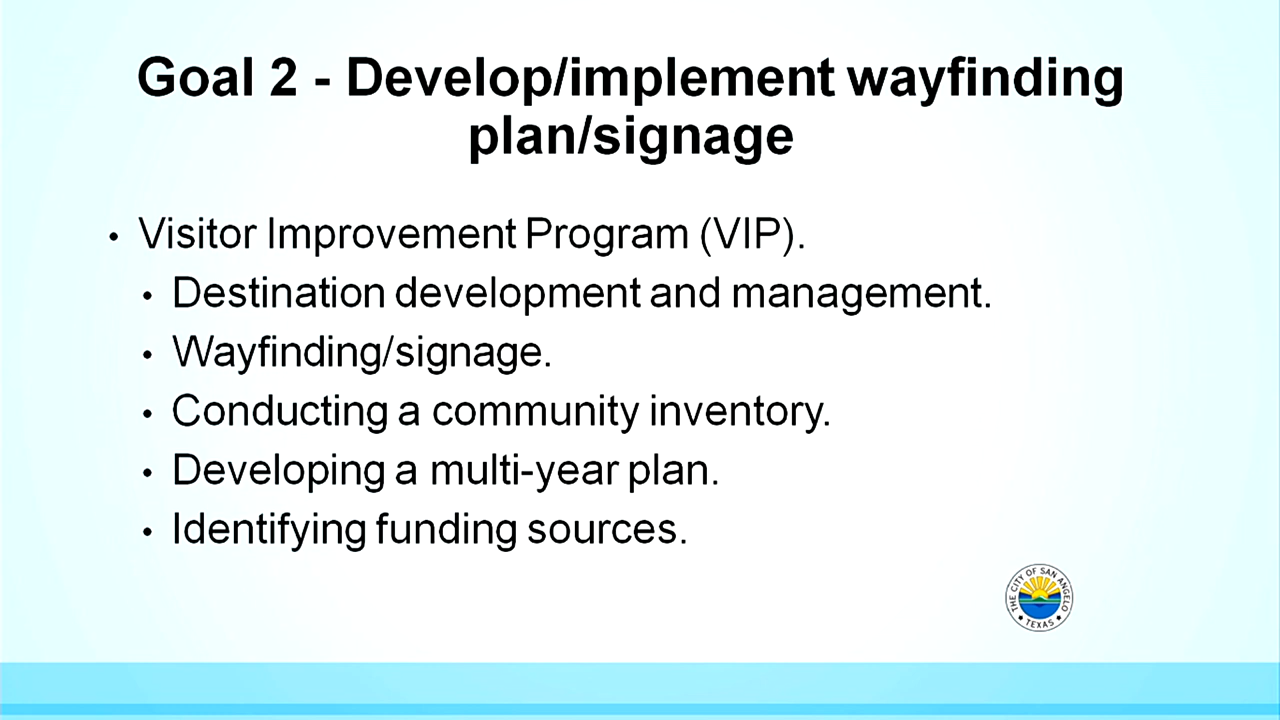 Goal 2 - Develop/implement wayfinding
plan/signage
• Visitor Improvement Program (VIP).
• Destination development and management.
• Wayfinding/signage.
• Conducting a community inventory.
• Developing a multi-year plan.
• Identifying funding sources.
THE CITY OF SAN ANGELO
TEXAS